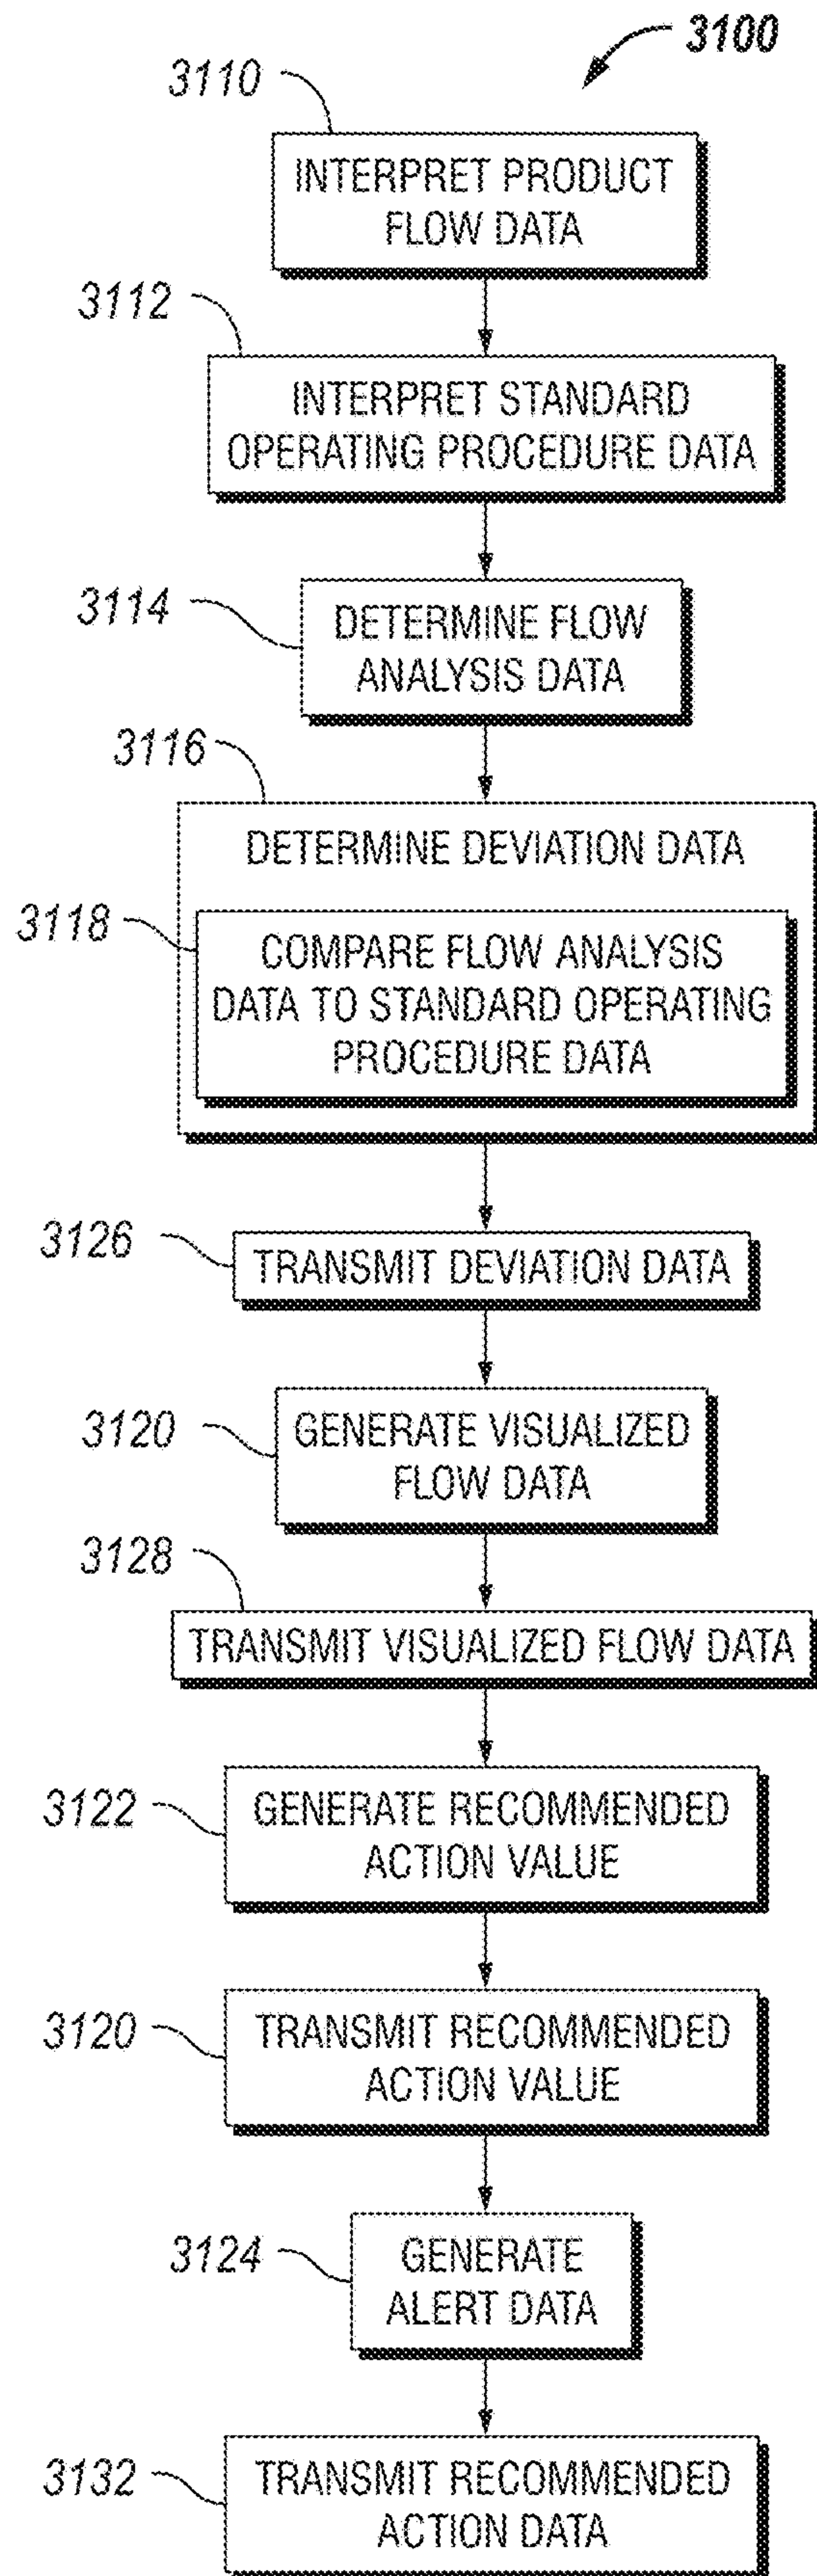 3100
3110
INTERPRET PRODUCT
FLOW DATA
3112
INTERPRET STANDARD
OPERATING PROCEDURE DATA
3114
DETERMINE FLOW
ANALYSIS DATA
3116
DETERMINE DEVIATION DATA
3118
COMPARE FLOW ANALYSIS
DATA TO STANDARD OPERATING
PROCEDURE DATA
3126
TRANSMIT DEVIATION DATA
3120
GENERATE VISUALIZED
FLOW DATA
3128
TRANSMIT VISUALIZED FLOW DATA
3122
GENERATE RECOMMENDED
ACTION VALUE
3120
TRANSMIT RECOMMENDED
ACTION VALUE
3124
GENERATE
ALERT DATA
3132
TRANSMIT RECOMMENDED
ACTION DATA